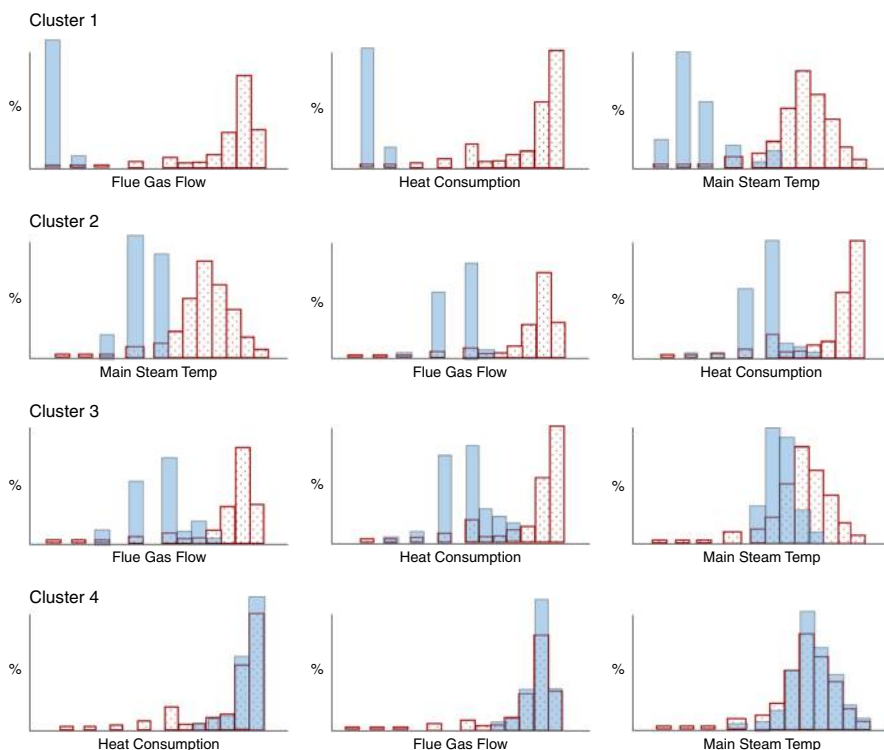 Cluster 1
%
%
%
Flue Gas Flow
Heat Consumption
Main Steam Temp
Cluster 2
%
%
%
Main Steam Temp
Flue Gas Flow
Heat Consumption
Cluster 3
%
%
%
Flue Gas Flow
Heat Consumption
Main Steam Temp
Cluster 4
%
%
%
Heat Consumption
Flue Gas Flow
Main Steam Temp